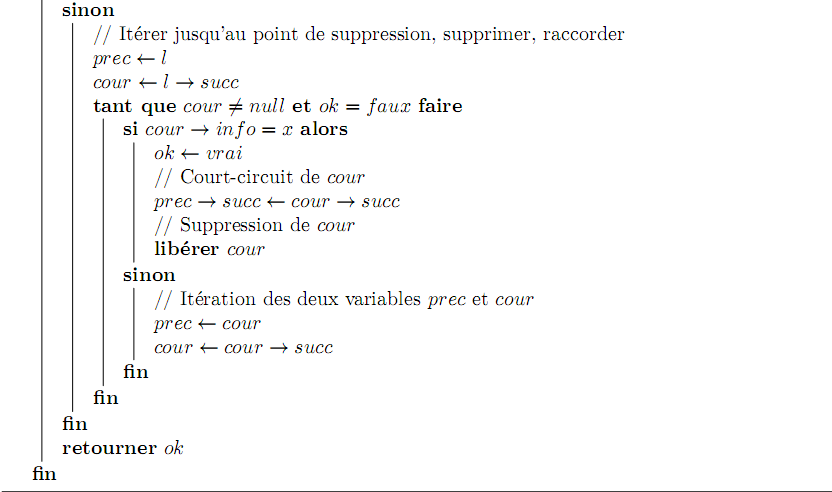 sinon
// Itérer jusqu'au point de suppression, supprimer, raccorder
prec ← l
cour ← l → succ
tant que cour ≠ null et ok = faux faire
si cour → info = x alors
ok ← vrai
// Court-circuit de cour
prec → succ ← cour → succ
// Suppression de cour
libérer cour
sinon
// Itération des deux variables prec et cour
prec ← cour
cour ← cour → succ
fin
fin
fin
retourner ok
fin